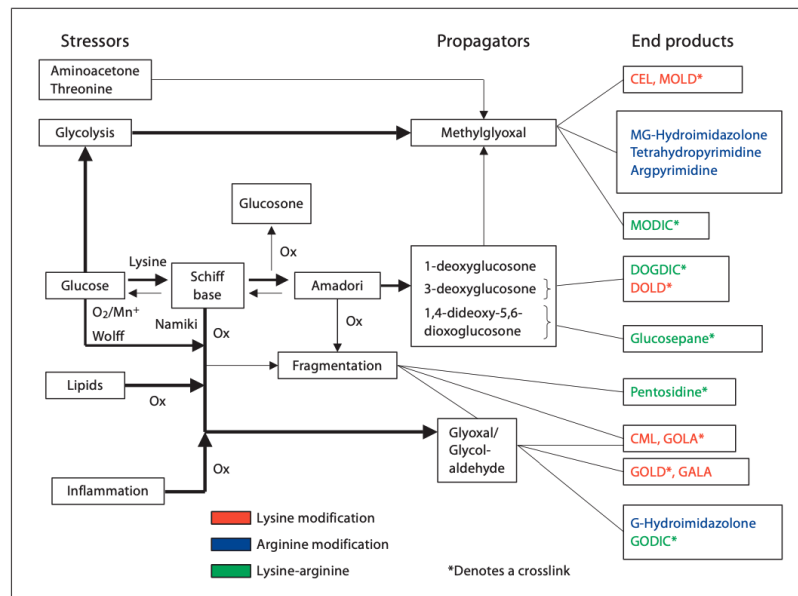 Stressors
Propagators
End products
Aminoacetone
Threonine
CEL, MOLD*
Glycolysis
Methylglyoxal
MG-Hydroimidazolone
Tetrahydropyrimidine
Argpyrimidine
Glucosone
MODIC*
Ox
Lysine
Glucose
Schiff
base
Amadori
1-deoxyglucosone
3-deoxyglucosone
1,4-dideoxy-5,6-
dioxoglucosone
DOGDIC*
DOLD*
O2/Mn+
Wolff
Namiki
Ox
Ox
Glucosepane*
Fragmentation
Lipids
Ox
Pentosidine*
Glyoxal/
Glycol-
aldehyde
CML, GOLA*
GOLD*, GALA
Ox
Inflammation
G-Hydroimidazolone
GODIC*
Lysine modification
Arginine modification
Lysine-arginine
*Denotes a crosslink